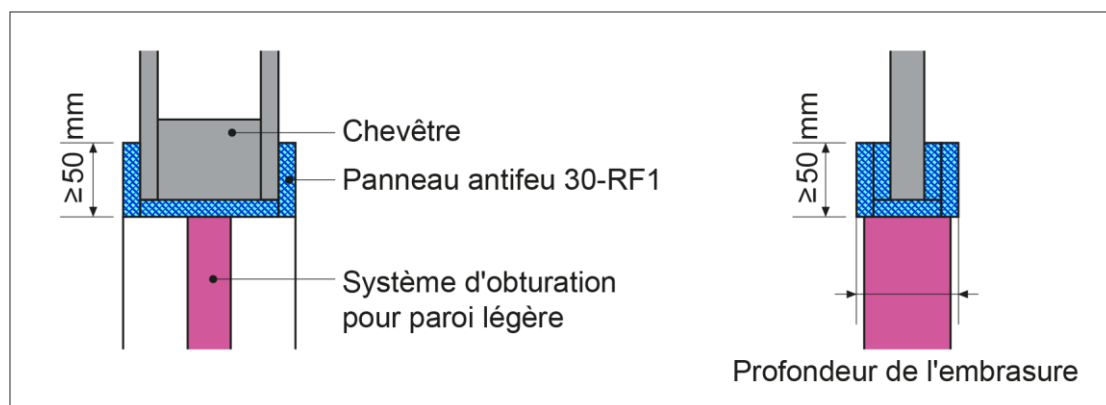 ≥50 mm
Chevêtre
Panneau antifeu 30-RF1
Système d'obturation
pour paroi légère
≥50 mm
Profondeur de l'embrasure